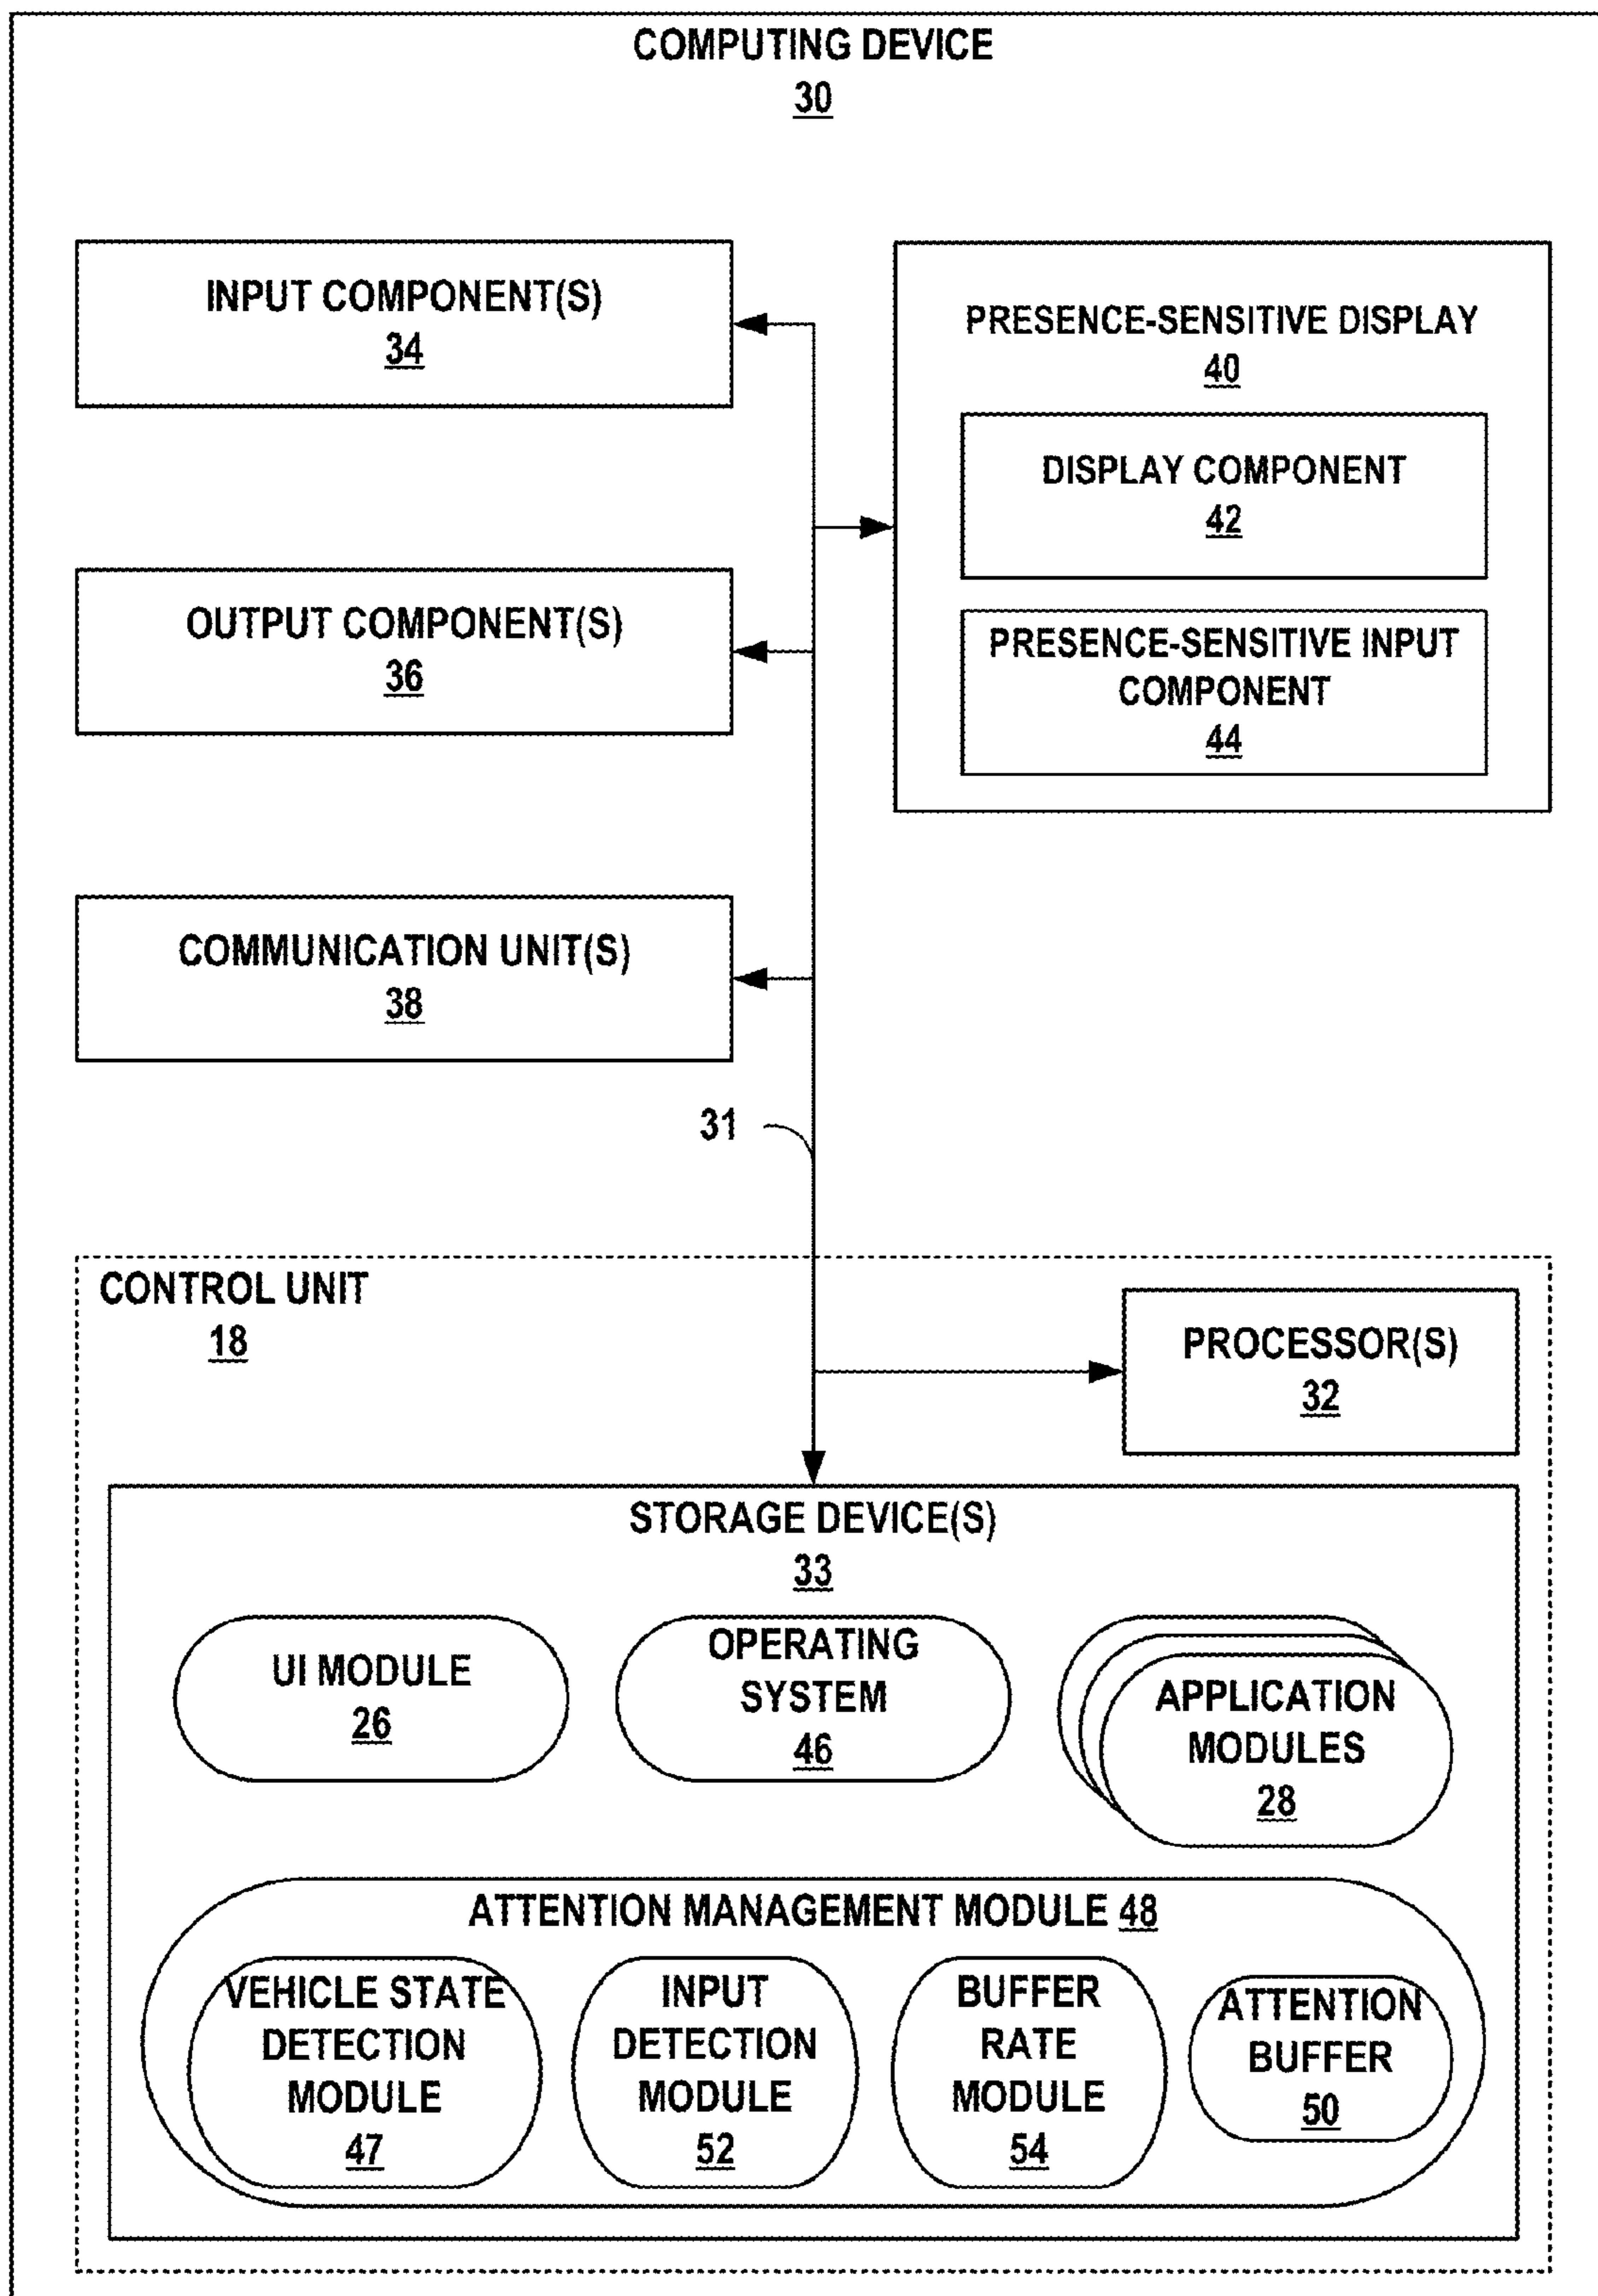 COMPUTING DEVICE
30
INPUT COMPONENT(S)
34
PRESENCE-SENSITIVE DISPLAY
40
DISPLAY COMPONENT
42
OUTPUT COMPONENT(S)
36
PRESENCE-SENSITIVE INPUT
COMPONENT
44
COMMUNICATION UNIT(S)
38
31
CONTROL UNIT
18
PROCESSOR(S)
32
STORAGE DEVICE(S)
33
UI MODULE
26
OPERATING
SYSTEM
46
APPLICATION
MODULES
28
ATTENTION MANAGEMENT MODULE 48
VEHICLE STATE
DETECTION
MODULE
47
INPUT
DETECTION
MODULE
52
BUFFER
RATE
MODULE
54
ATTENTION
BUFFER
50